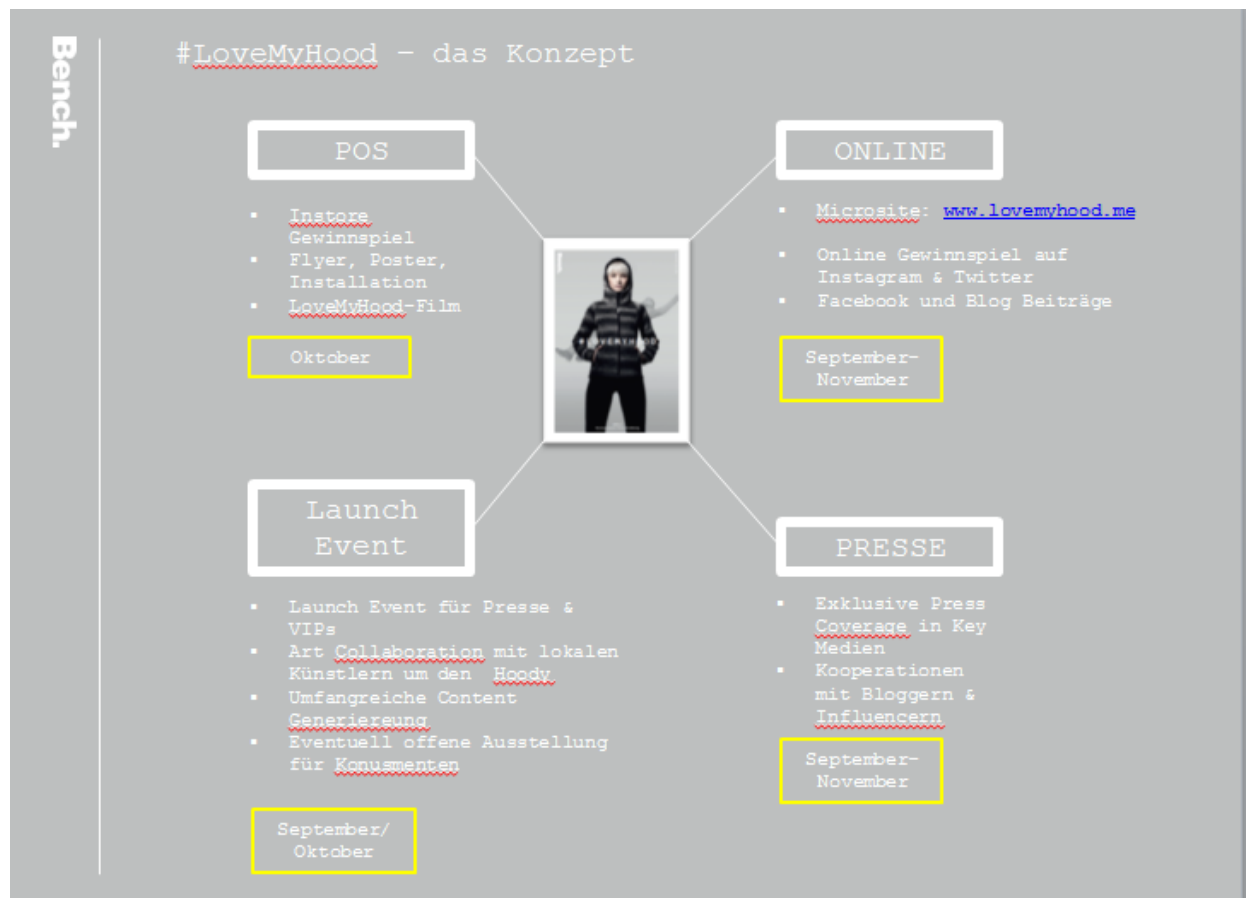 Bench.
#LoveMyHood – das Konzept
POS
▪ Instore
Gewinnspiel
▪ Flyer, Poster,
Installation
▪ LoveMyHood-Film
Oktober
ONLINE
▪ Microsite: www.lovemyhood.me
▪ Online Gewinnspiel auf
Instagram & Twitter
▪ Facebook und Blog Beiträge
September-
November
#LOVEMYHOOD
Launch
Event
▪ Launch Event für Presse &
VIPs
▪ Art Collaboration mit lokalen
Künstlern um den Hoody
▪ Umfangreiche Content
Generiereung
▪ Eventuell offene Ausstellung
für Konusmenten
September/
Oktober
PRESSE
▪ Exklusive Press
Coverage in Key
Medien
▪ Kooperationen
mit Bloggern &
Influencern
September-
November